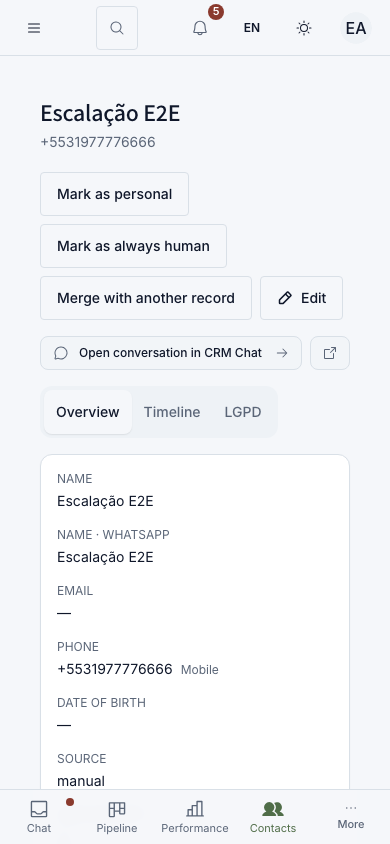 5
EN
EA
Escalação E2E
+5531977776666
Mark as personal
Mark as always human
Merge with another record
Edit
Open conversation in CRM Chat
Overview
Timeline
LGPD
NAME
Escalação E2E
NAME · WHATSAPP
Escalação E2E
EMAIL
—
PHONE
+5531977776666 Mobile
DATE OF BIRTH
—
SOURCE
manual
Chat
Pipeline
Performance
Contacts
More